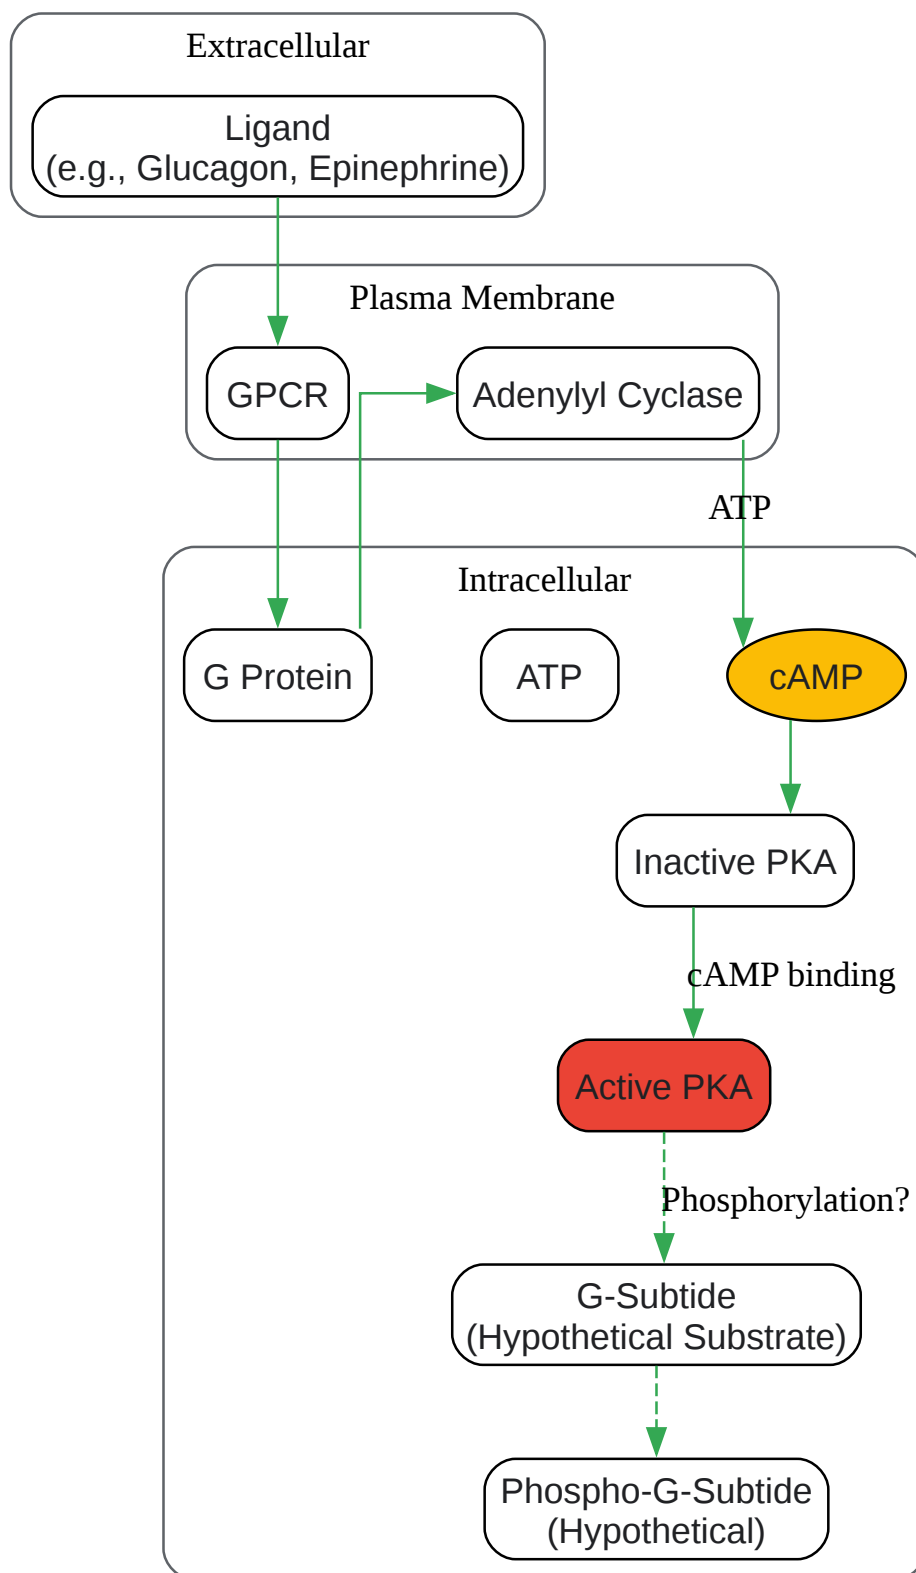 Extracellular
Ligand
(e.g., Glucagon, Epinephrine)
Plasma Membrane
GPCR
Adenylyl Cyclase
ATP
Intracellular
G Protein
ATP
cAMP
Inactive PKA
cAMP binding
Active PKA
Phosphorylation?
G-Subtide
(Hypothetical Substrate)
Phospho-G-Subtide
(Hypothetical)